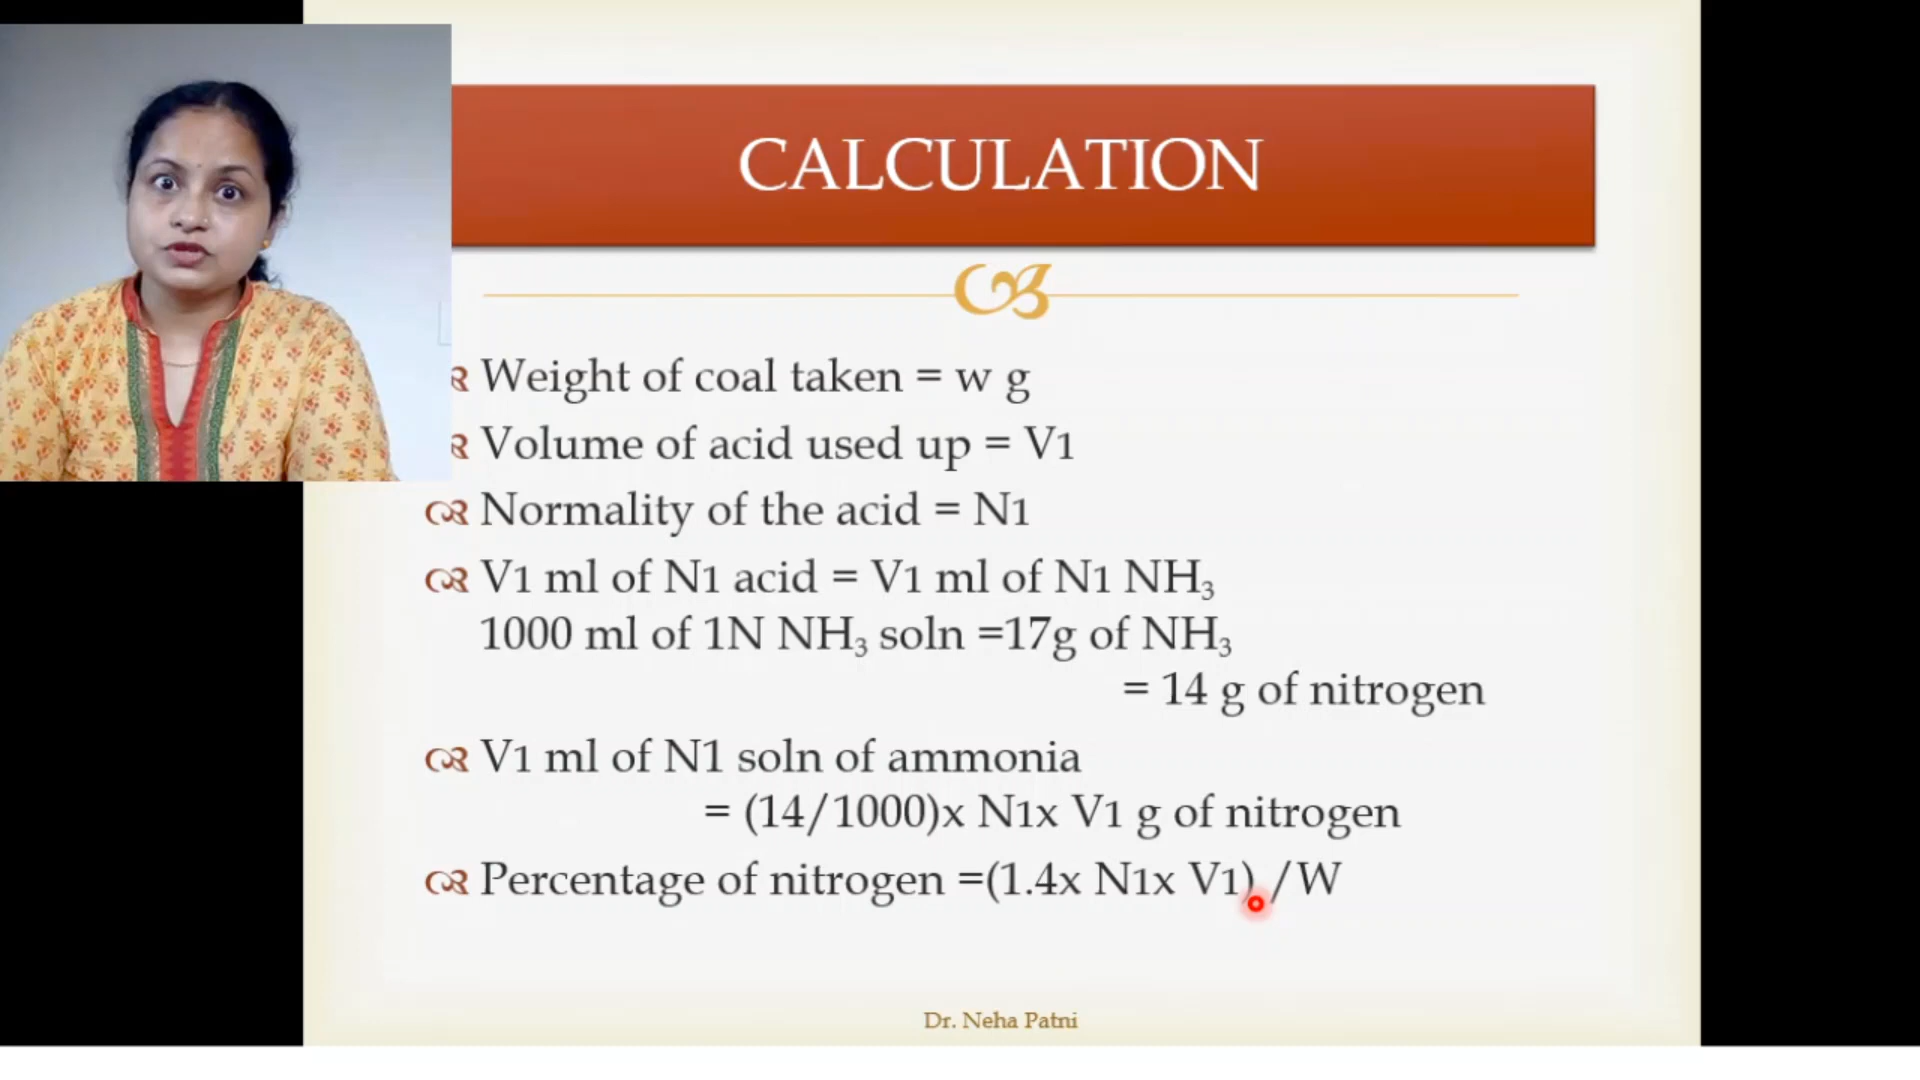 CALCULATION
Weight of coal taken = w g
Volume of acid used up = V1
Normality of the acid = N1
V1 ml of N1 acid = V1 ml of N1 NH₃
1000 ml of 1N NH₃ soln =17g of NH₃
= 14 g of nitrogen
V1 ml of N1 soln of ammonia
= (14/1000)x N1x V1 g of nitrogen
Percentage of nitrogen =(1.4x N1x V1) /W
Dr. Neha Patni